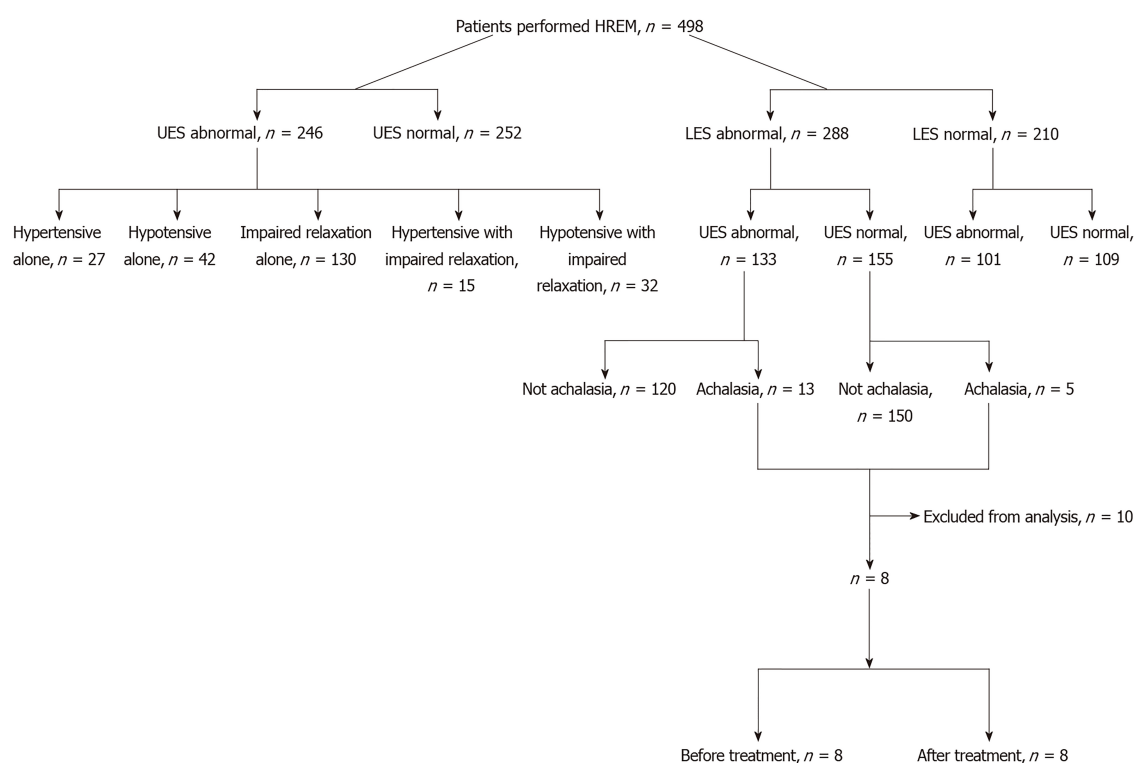 Patients performed HREM, n = 498
UES abnormal, n = 246
UES normal, n = 252
LES abnormal, n = 288
LES normal, n = 210
Hypertensive
alone, n = 27
Hypotensive
alone, n = 42
Impaired relaxation
alone, n = 130
Hypertensive with
impaired relaxation,
n = 15
Hypotensive with
impaired
relaxation, n = 32
UES abnormal,
n = 133
UES normal,
n = 155
UES abnormal,
n = 101
UES normal,
n = 109
Not achalasia, n = 120
Achalasia, n = 13
Not achalasia,
n = 150
Achalasia, n = 5
Excluded from analysis, n = 10
n = 8
Before treatment, n = 8
After treatment, n = 8